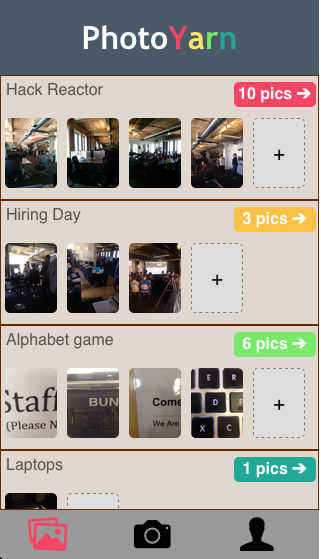 PhotoYarn
Hack Reactor
10 pics ➔
+
Hiring Day
3 pics ➔
+
Alphabet game
6 pics ➔
Staff
(Please N
BUN
Come
We Are
E R
D F
X C
+
Laptops
1 pics ➔